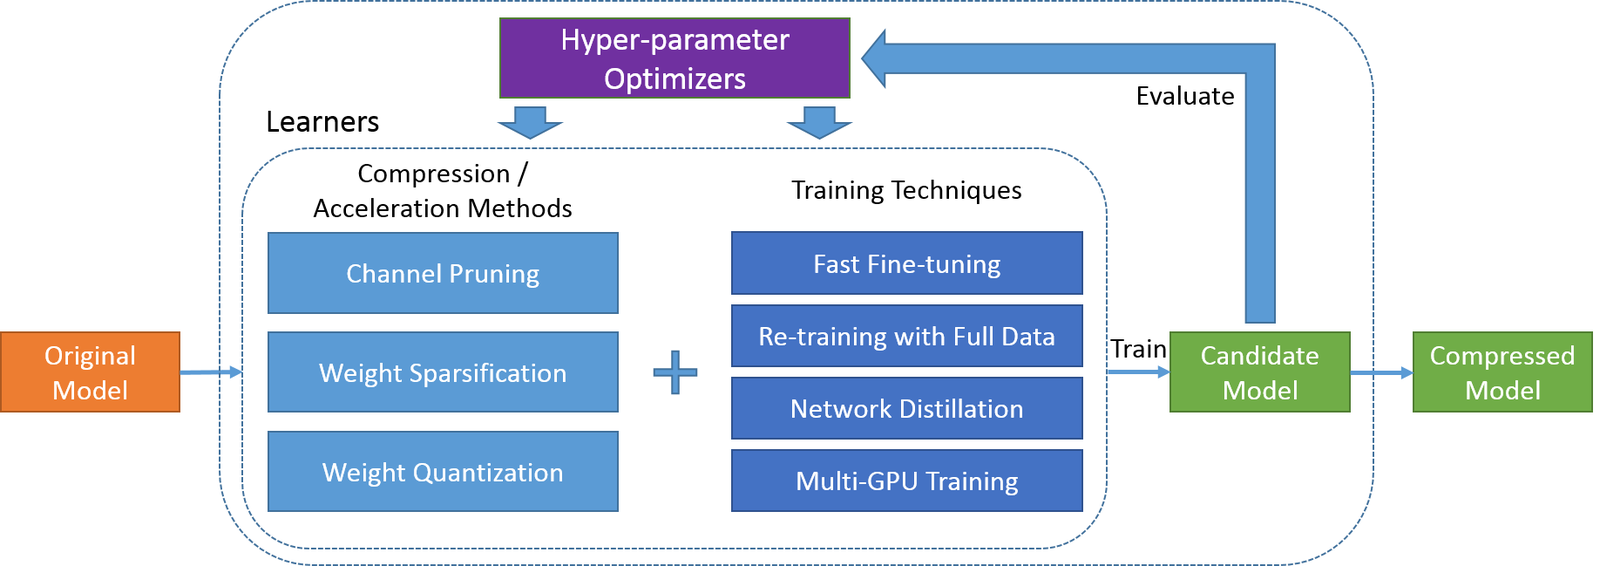 Hyper-parameter
Optimizers
Evaluate
Learners
Compression /
Acceleration Methods
Training Techniques
Channel Pruning
Weight Sparsification
Weight Quantization
Fast Fine-tuning
Re-training with Full Data
Network Distillation
Multi-GPU Training
Original
Model
Train
Candidate
Model
Compressed
Model